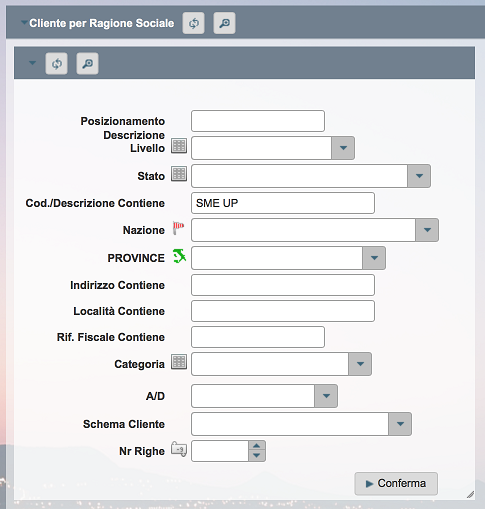 Cliente per Ragione Sociale
Posizionamento
Descrizione
Livello
Stato
Cod./Descrizione Contiene SME UP
Nazione
PROVINCE
Indirizzo Contiene
Località Contiene
Rif. Fiscale Contiene
Categoria
A/D
Schema Cliente
Nr Righe
Conferma